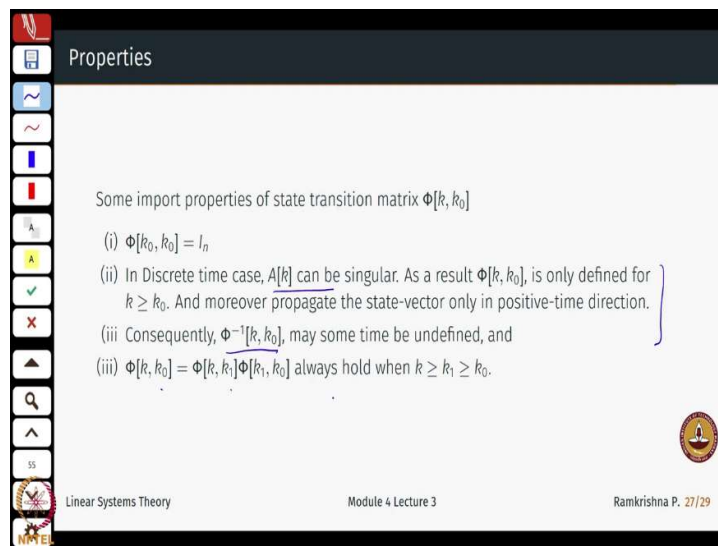 Properties
Some import properties of state transition matrix Φ[k, k₀]
(i) Φ[k₀, k₀] = Iₙ
(ii) In Discrete time case, A[k] can be singular. As a result Φ[k, k₀], is only defined for
k ≥ k₀. And moreover propagate the state-vector only in positive-time direction.
(iii Consequently, Φ⁻¹[k, k₀], may some time be undefined, and
(iii) Φ[k, k₀] = Φ[k, k₁]Φ[k₁, k₀] always hold when k ≥ k₁ ≥ k₀.
A
A
55
Linear Systems Theory Module 4 Lecture 3 Ramkrishna P. 27/29
NPTEL